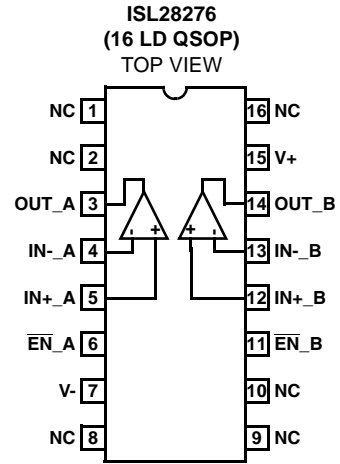 ISL28276
(16 LD QSOP)
TOP VIEW
NC 1 16 NC
NC 2 15 V+
OUT_A 3 14 OUT_B
- + + -
IN-_A 4 13 IN-_B
IN+_A 5 12 IN+_B
EN_A 6 11 EN_B
V- 7 10 NC
NC 8 9 NC